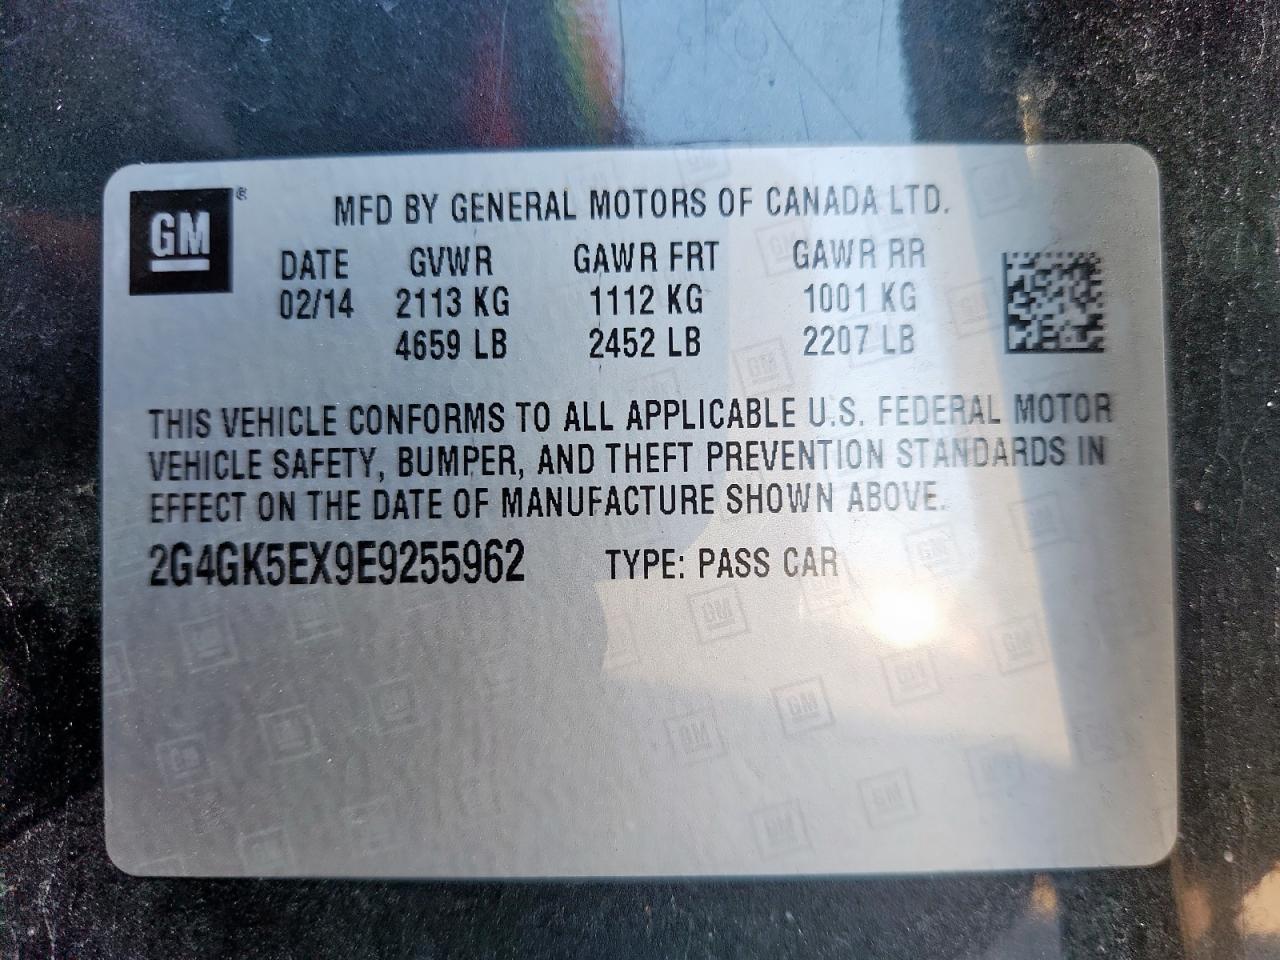 GM®
MFD BY GENERAL MOTORS OF CANADA LTD.
DATE GVWR GAWR FRT GAWR RR
02/14 2113 KG 1112 KG 1001 KG
4659 LB 2452 LB 2207 LB
THIS VEHICLE CONFORMS TO ALL APPLICABLE U.S. FEDERAL MOTOR
VEHICLE SAFETY, BUMPER, AND THEFT PREVENTION STANDARDS IN
EFFECT ON THE DATE OF MANUFACTURE SHOWN ABOVE.
2G4GK5EX9E9255962 TYPE: PASS CAR